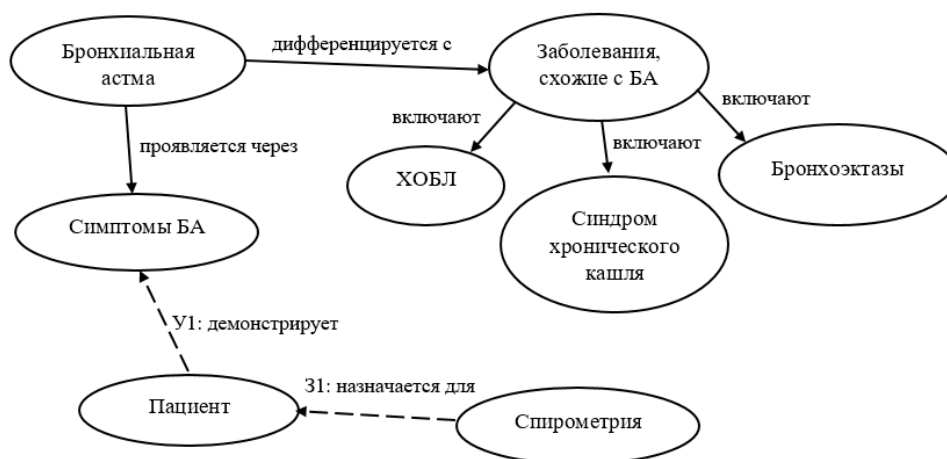 Бронхиальная
астма
дифференцируется с
Заболевания,
схожие с БА
включают
включают
включают
проявляется через
ХОБЛ
Бронхоэктазы
Симптомы БА
Синдром
хронического
кашля
У1: демонстрирует
З1: назначается для
Пациент
Спирометрия